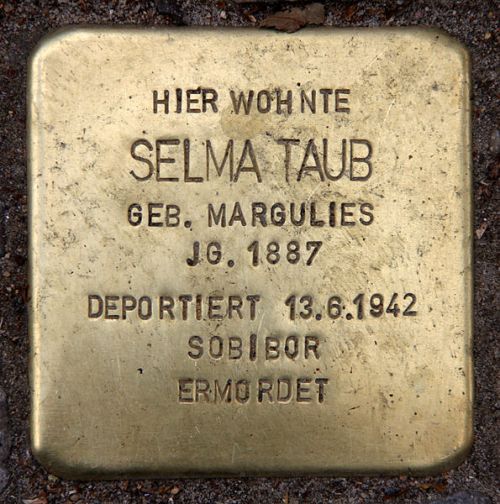 HIER WOHNTE
SELMA TAUB
GEB. MARGULIES
JG. 1887
DEPORTIERT 13.6.1942
SOBIBOR
ERMORDET